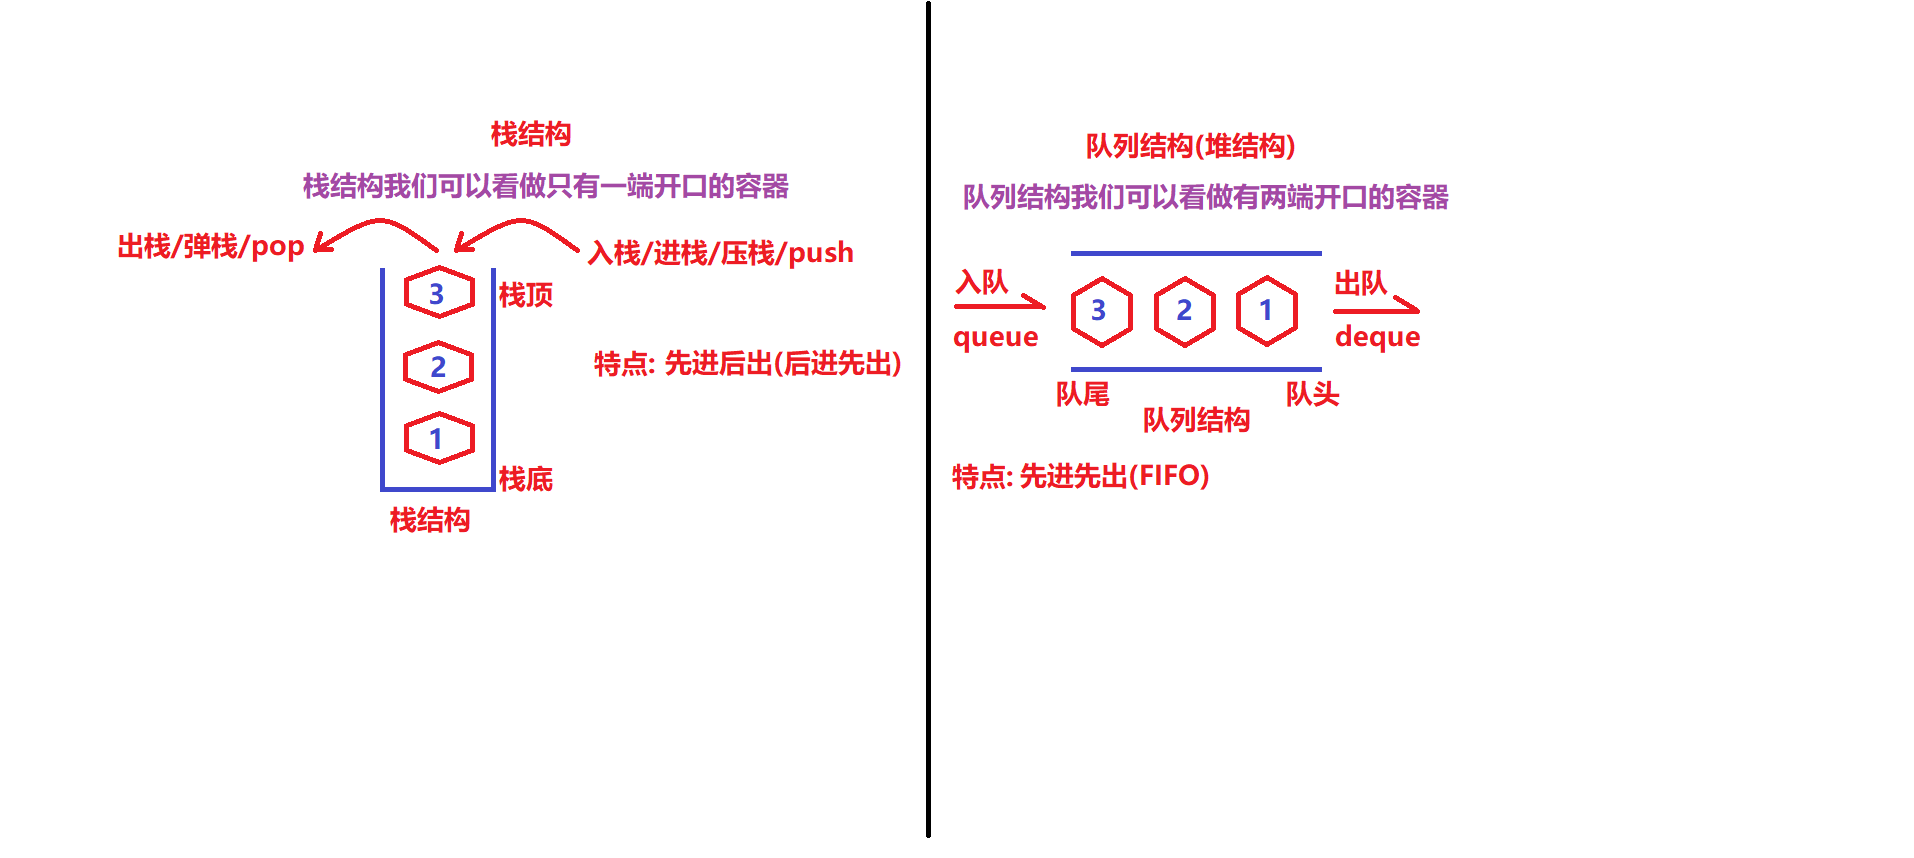 栈结构
栈结构我们可以看做只有一端开口的容器
出栈/弹栈/pop
入栈/进栈/压栈/push
3
栈顶
2
特点: 先进后出(后进先出)
1
栈底
栈结构
队列结构(堆结构)
队列结构我们可以看做有两端开口的容器
入队
queue
3 2 1
出队
deque
队尾
队头
队列结构
特点: 先进先出(FIFO)